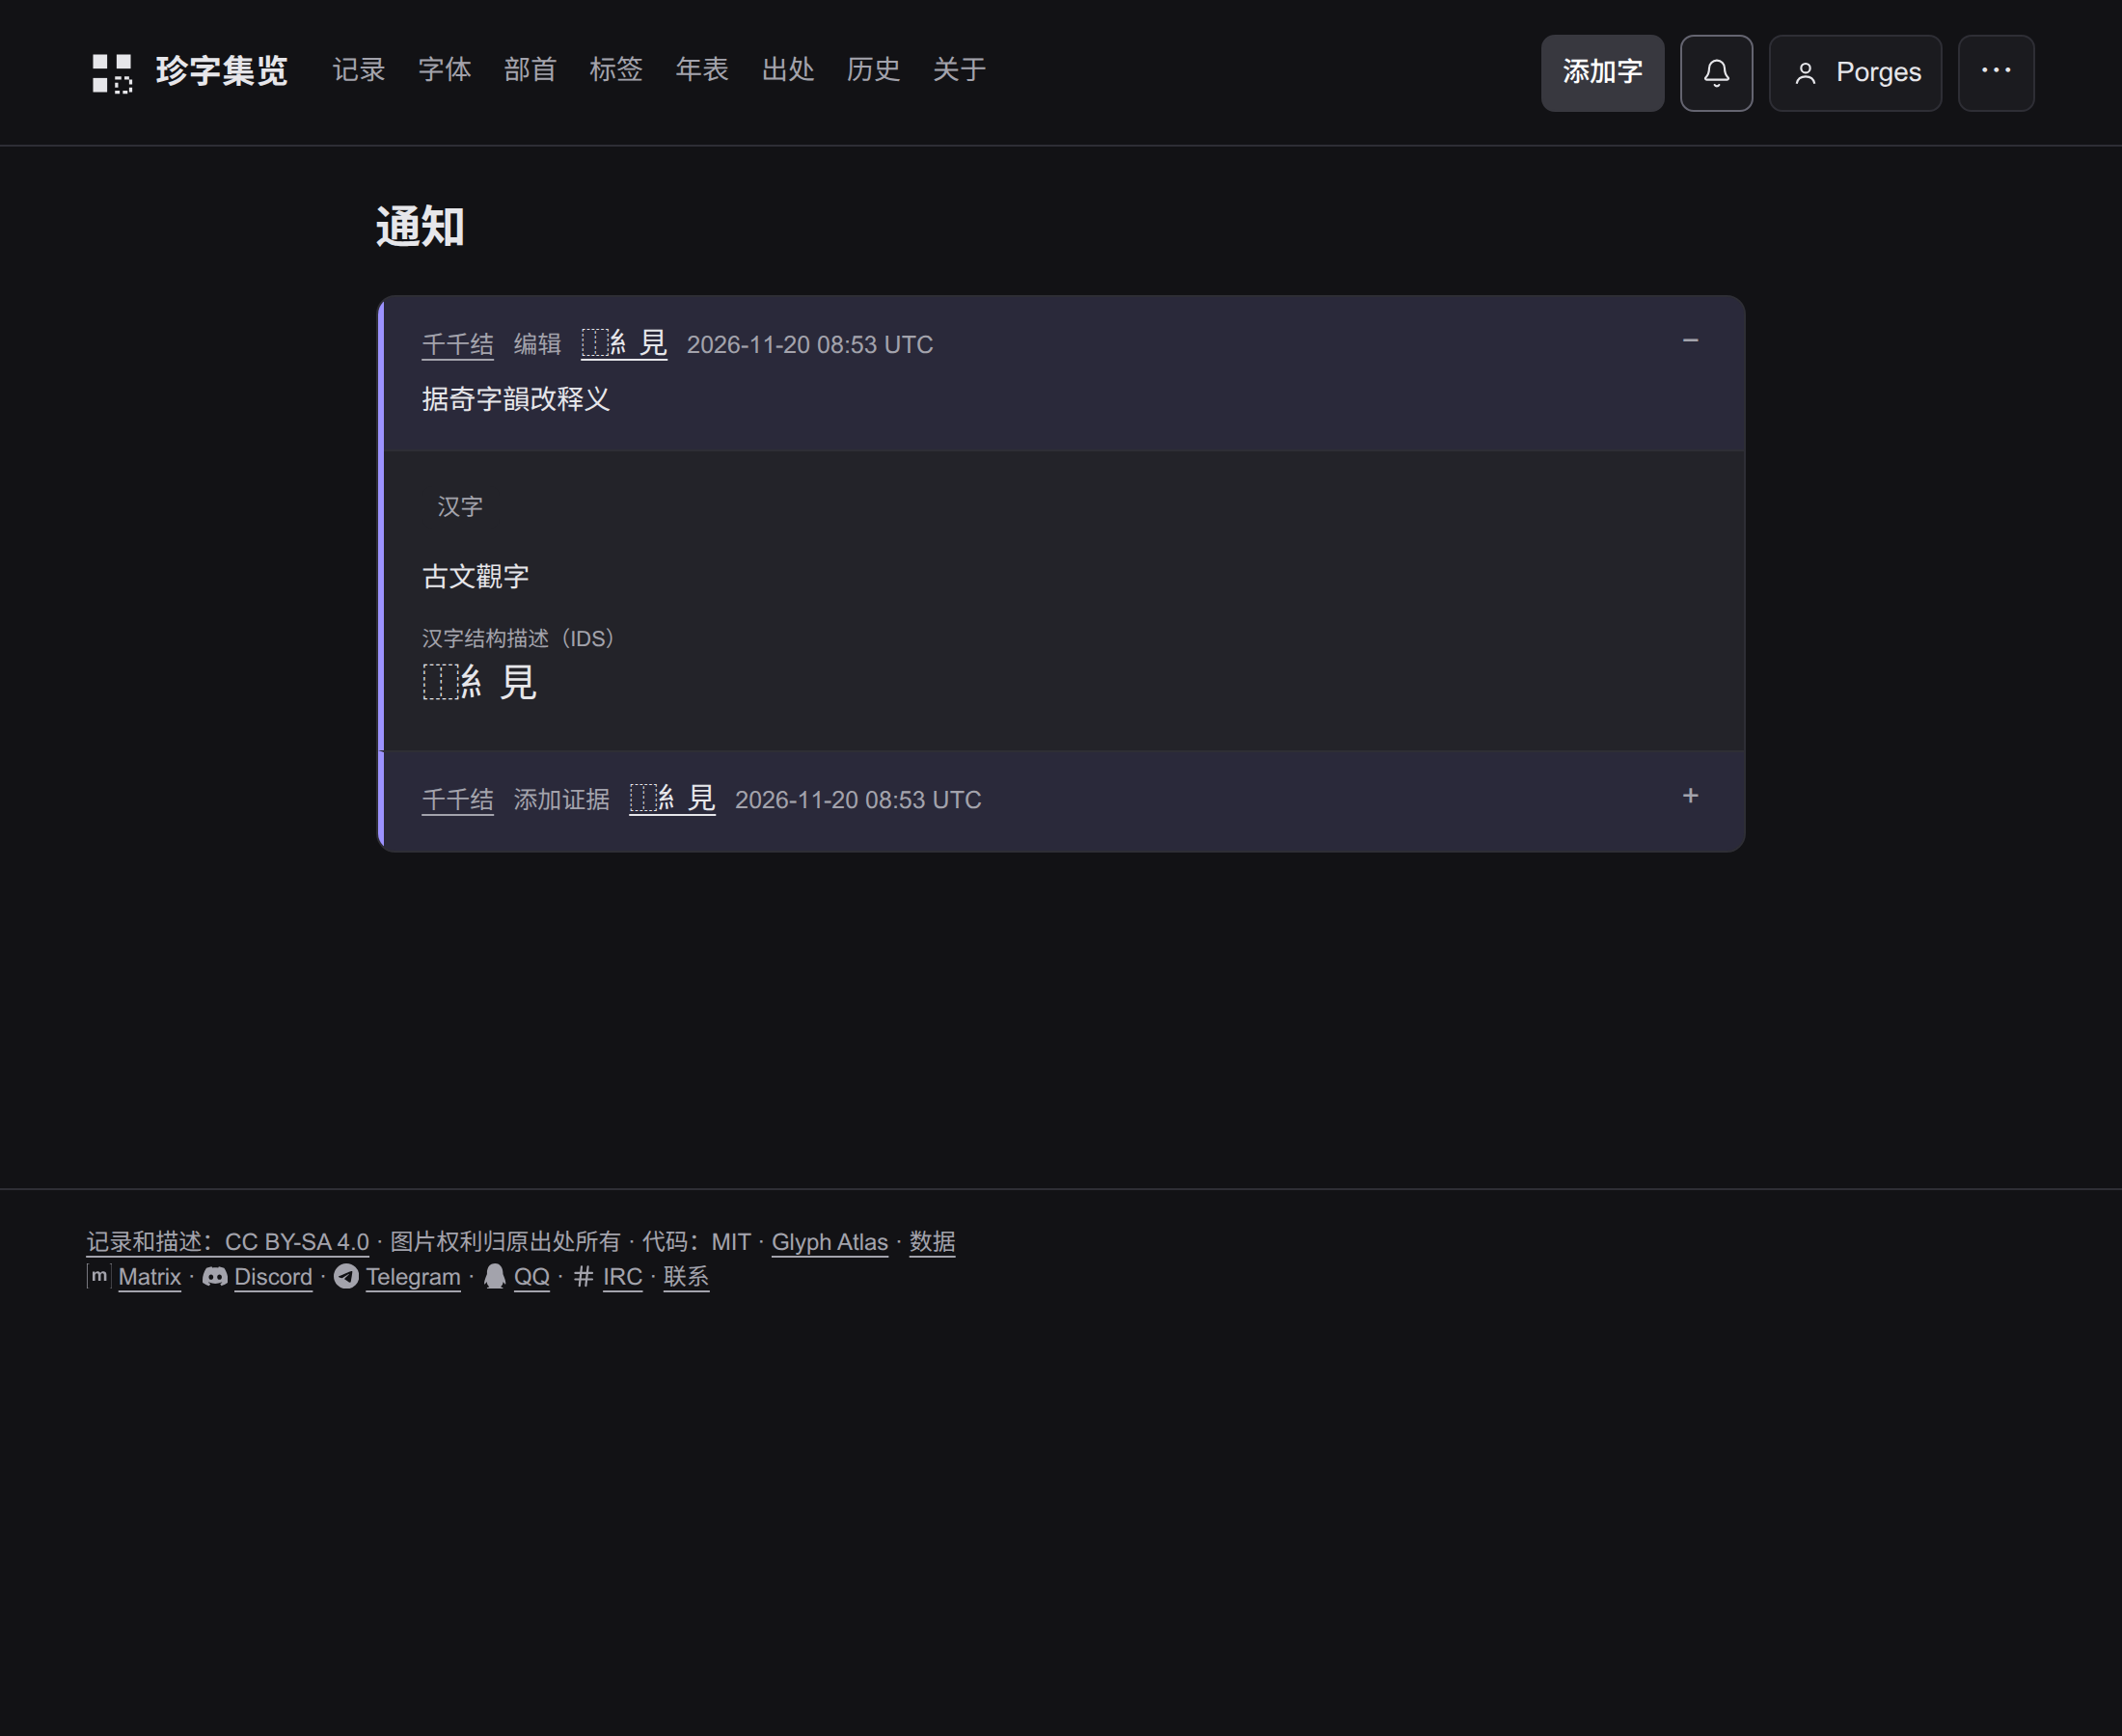 珍字集览 记录 字体 部首 标签 年表 出处 历史 关于 添加字 Porges ···
通知
千千结 编辑 ⿰糹見 2026-11-20 08:53 UTC −
据奇字韻改释义
汉字
古文觀字
汉字结构描述（IDS）
⿰糹見
千千结 添加证据 ⿰糹見 2026-11-20 08:53 UTC +
记录和描述：CC BY-SA 4.0 · 图片权利归原出处所有 · 代码：MIT · Glyph Atlas · 数据
[m] Matrix · Discord · Telegram · QQ · # IRC · 联系